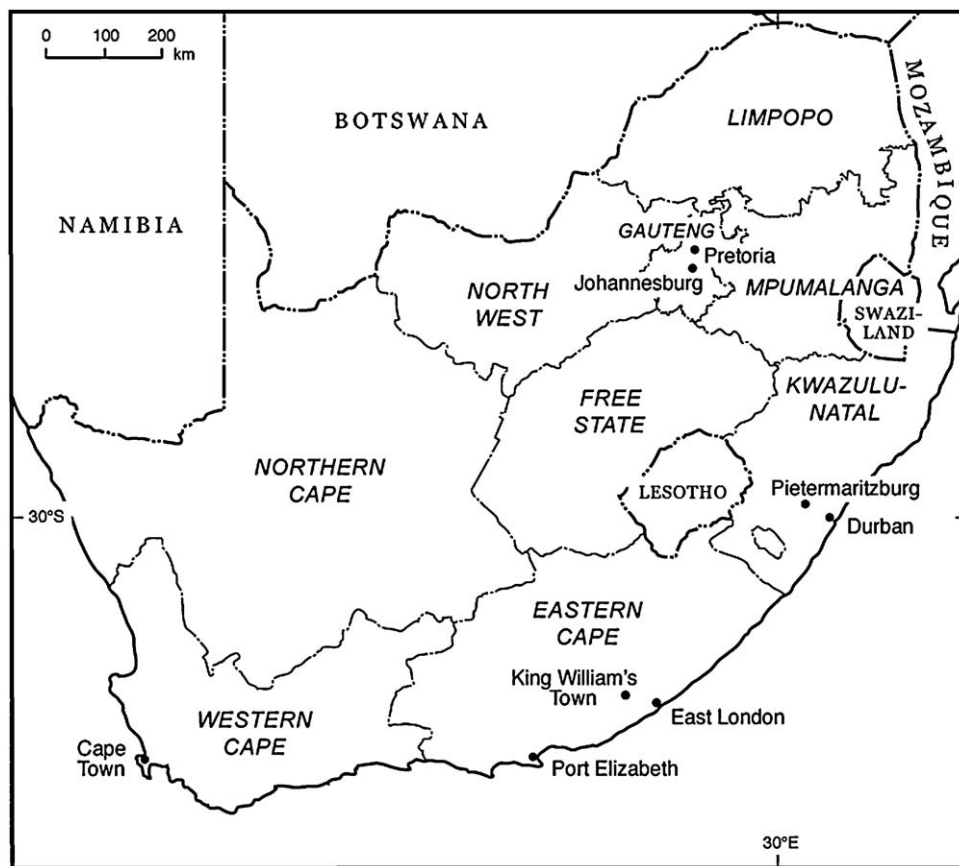 0 100 200
km
BOTSWANA
LIMPOPO
MOZAMBIQUE
NAMIBIA
GAUTENG
Pretoria
Johannesburg
MPUMALANGA
NORTH
WEST
SWAZI-
LAND
FREE
STATE
KWAZULU-
NATAL
NORTHERN
CAPE
LESOTHO
Pietermaritzburg
30°S
Durban
EASTERN
CAPE
King William's
Town
East London
WESTERN
CAPE
Cape
Town
Port Elizabeth
30°E